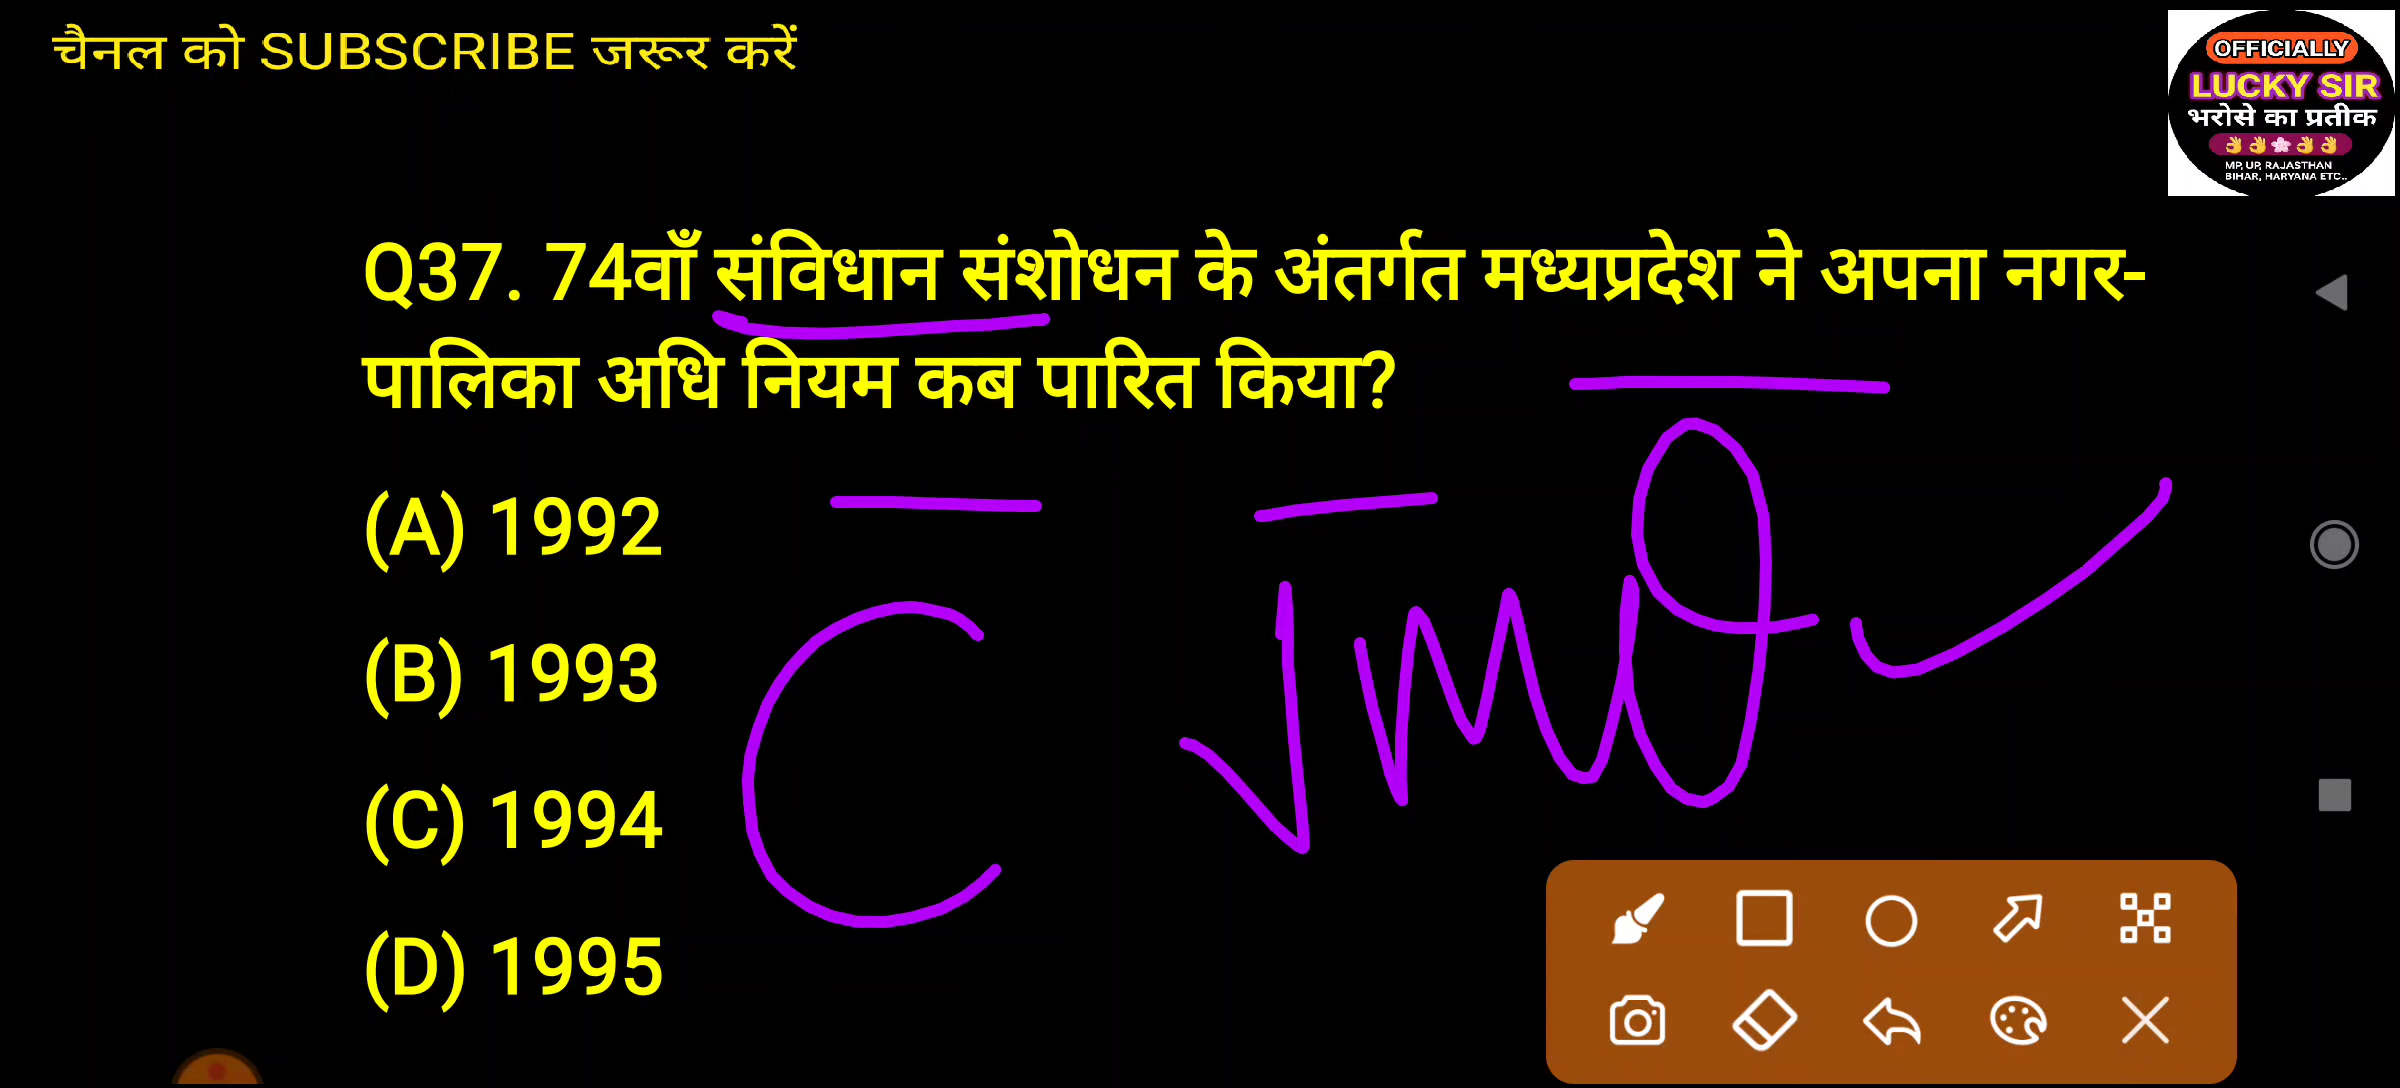 चैनल को SUBSCRIBE जरूर करें
OFFICIALLY
LUCKY SIR
भरोसे का प्रतीक
MP, UP, RAJASTHAN
BIHAR, HARYANA ETC..
Q37. 74वाँ संविधान संशोधन के अंतर्गत मध्यप्रदेश ने अपना नगर-
पालिका अधि नियम कब पारित किया?
(A) 1992
(B) 1993
(C) 1994
(D) 1995
C